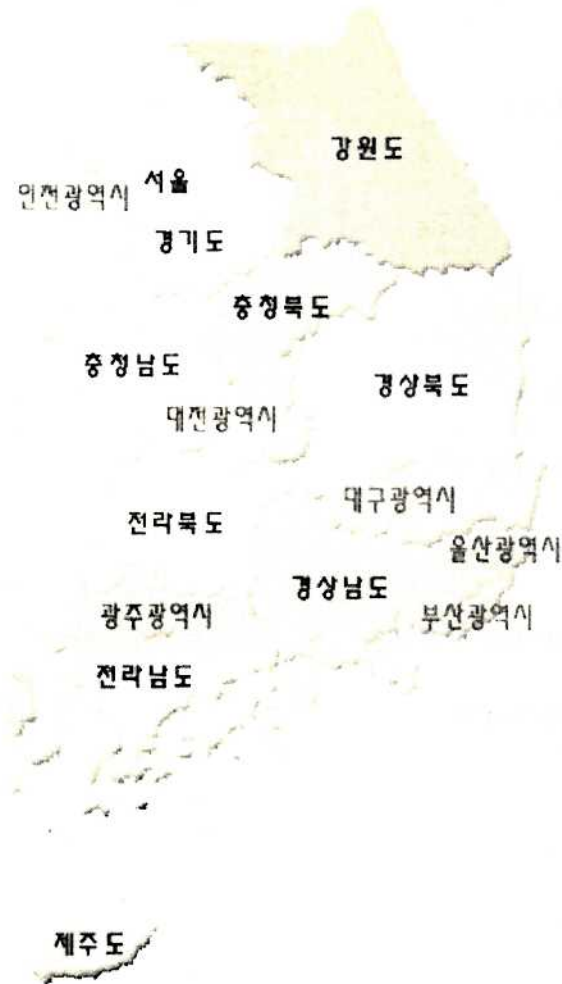 강원도
서울
인천광역시
경기도
충청북도
충청남도
경상북도
대전광역시
대구광역시
전라북도
울산광역시
경상남도
광주광역시
부산광역시
전라남도
제주도